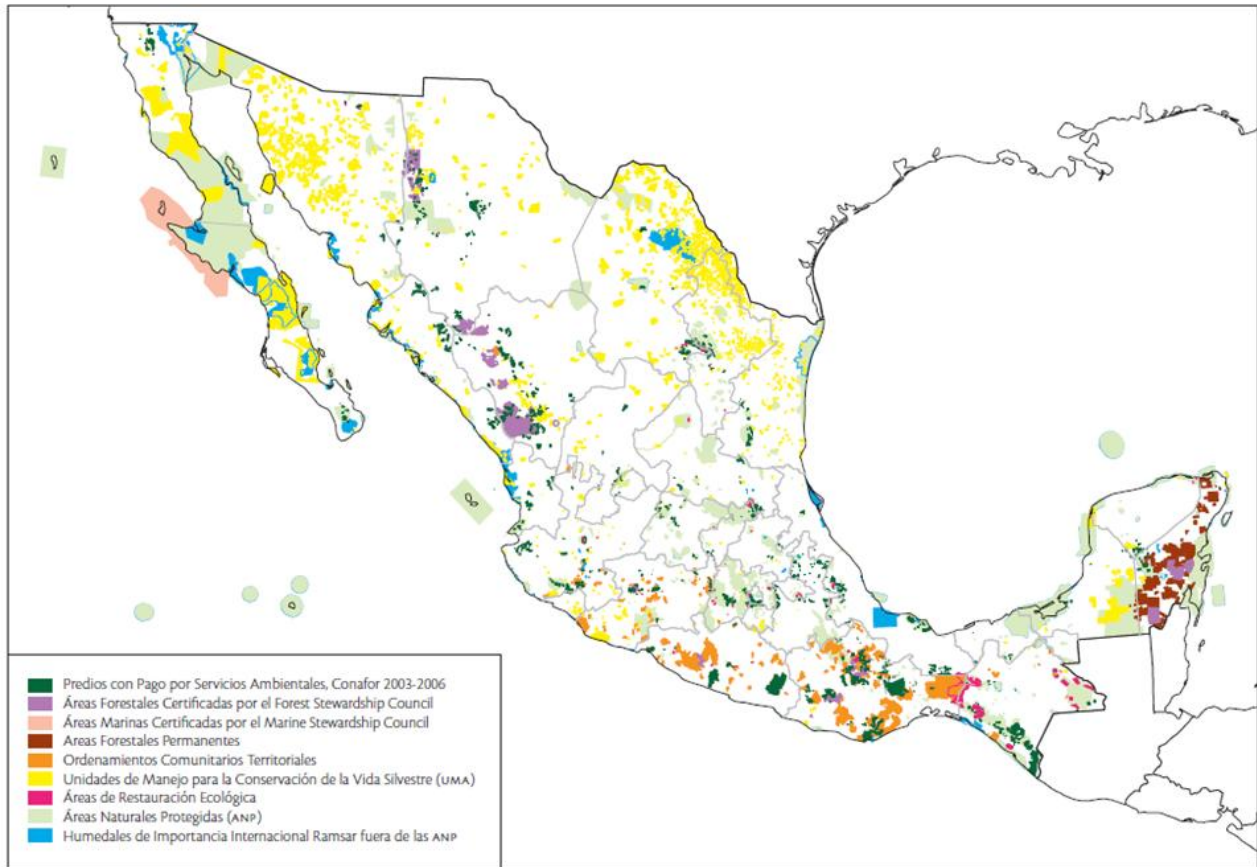 Predios con Pago por Servicios Ambientales, Conafor 2003-2006
Áreas Forestales Certificadas por el Forest Stewardship Council
Áreas Marinas Certificadas por el Marine Stewardship Council
Areas Forestales Permanentes
Ordenamientos Comunitarios Territoriales
Unidades de Manejo para la Conservación de la Vida Silvestre (UMA)
Áreas de Restauración Ecológica
Áreas Naturales Protegidas (ANP)
Humedales de Importancia Internacional Ramsar fuera de las ANP